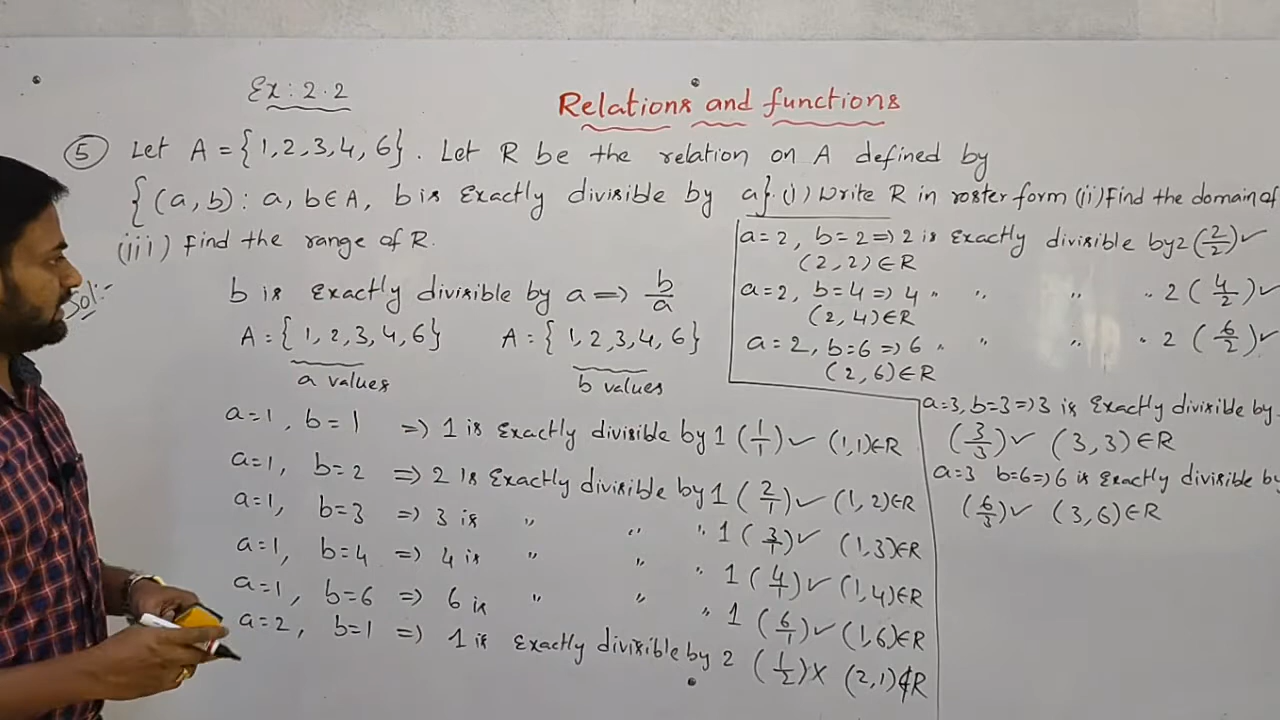 Ex: 2.2
Relations and functions
⑤ Let A = {1,2,3,4,6}. Let R be the relation on A defined by
{(a,b): a, b∈A, b is Exactly divisible by a}. (i) Write R in roster form (ii) Find the domain of
(iii) Find the range of R.
Sol:-
b is Exactly divisible by a => b/a
A = {1,2,3,4,6} A = {1,2,3,4,6}
a values b values
a=1, b=1 => 1 is Exactly divisible by 1 (1/1)✓ (1,1)∈R
a=1, b=2 => 2 is Exactly divisible by 1 (2/1)✓ (1,2)∈R
a=1, b=3 => 3 is " " " 1 (3/1)✓ (1,3)∈R
a=1, b=4 => 4 is " " " 1 (4/1)✓ (1,4)∈R
a=1, b=6 => 6 is " " " 1 (6/1)✓ (1,6)∈R
a=2, b=1 => 1 is Exactly divisible by 2 (1/2)X (2,1)∉R
a=2, b=2 => 2 is Exactly divisible by 2 (2/2)✓
(2,2)∈R
a=2, b=4 => 4 " " " " 2 (4/2)✓
(2,4)∈R
a=2, b=6 => 6 " " " " 2 (6/2)✓
(2,6)∈R
a=3, b=3 => 3 is Exactly divisible by
(3/3)✓ (3,3)∈R
a=3 b=6 => 6 is Exactly divisible by
(6/3)✓ (3,6)∈R